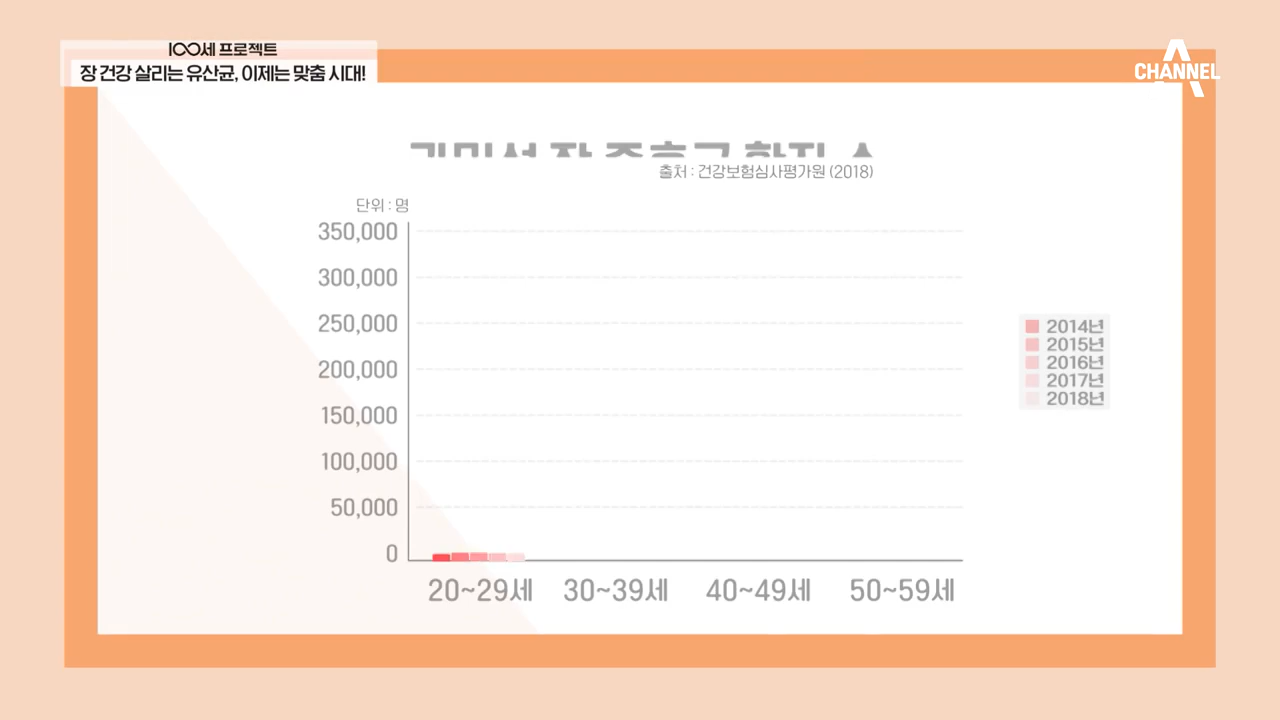 100세 프로젝트
장 건강 살리는 유산균, 이제는 맞춤 시대!
CHANNEL A
출처 : 건강보험심사평가원 (2018)
단위 : 명
350,000
300,000
250,000
200,000
150,000
100,000
50,000
0
20~29세 30~39세 40~49세 50~59세
2014년
2015년
2016년
2017년
2018년